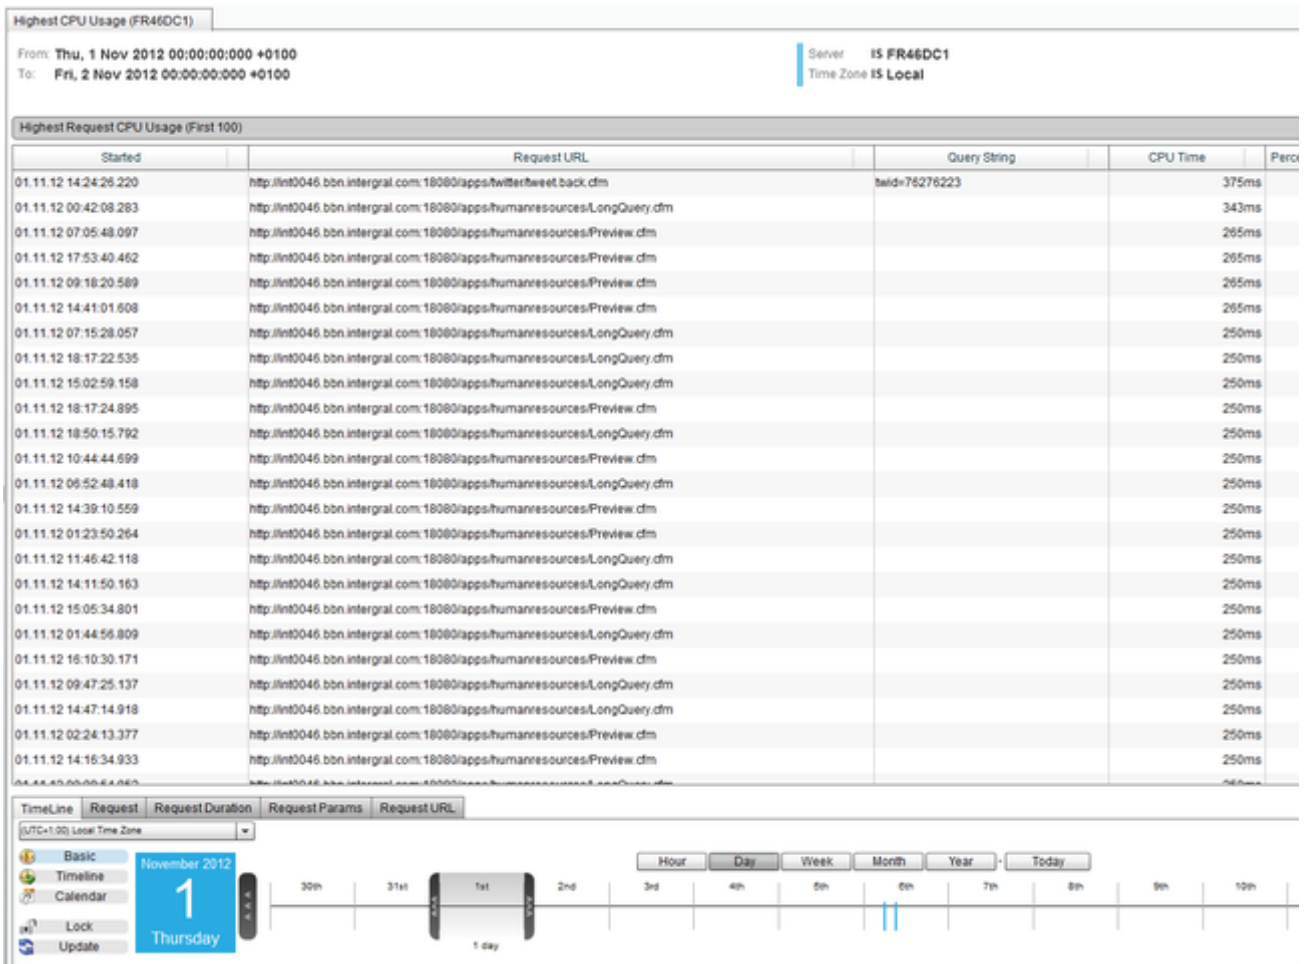 Highest CPU Usage (FR46DC1)
From: Thu, 1 Nov 2012 00:00:00:000 +0100
To: Fri, 2 Nov 2012 00:00:00:000 +0100
Server IS FR46DC1
Time Zone IS Local
Highest Request CPU Usage (First 100)
Started Request URL Query String CPU Time Perce
01.11.12 14:24:26.220 http://int0046.bbn.intergral.com:18080/apps/twitter/tweet.back.cfm twid=76276223 375ms
01.11.12 00:42:08.283 http://int0046.bbn.intergral.com:18080/apps/humanresources/LongQuery.cfm 343ms
01.11.12 07:05:48.097 http://int0046.bbn.intergral.com:18080/apps/humanresources/Preview.cfm 265ms
01.11.12 17:53:40.462 http://int0046.bbn.intergral.com:18080/apps/humanresources/Preview.cfm 265ms
01.11.12 09:18:20.589 http://int0046.bbn.intergral.com:18080/apps/humanresources/Preview.cfm 265ms
01.11.12 14:41:01.608 http://int0046.bbn.intergral.com:18080/apps/humanresources/Preview.cfm 265ms
01.11.12 07:15:28.057 http://int0046.bbn.intergral.com:18080/apps/humanresources/LongQuery.cfm 250ms
01.11.12 18:17:22.535 http://int0046.bbn.intergral.com:18080/apps/humanresources/LongQuery.cfm 250ms
01.11.12 15:02:59.158 http://int0046.bbn.intergral.com:18080/apps/humanresources/LongQuery.cfm 250ms
01.11.12 18:17:24.895 http://int0046.bbn.intergral.com:18080/apps/humanresources/Preview.cfm 250ms
01.11.12 18:50:15.792 http://int0046.bbn.intergral.com:18080/apps/humanresources/LongQuery.cfm 250ms
01.11.12 10:44:44.699 http://int0046.bbn.intergral.com:18080/apps/humanresources/Preview.cfm 250ms
01.11.12 06:52:48.418 http://int0046.bbn.intergral.com:18080/apps/humanresources/LongQuery.cfm 250ms
01.11.12 14:39:10.559 http://int0046.bbn.intergral.com:18080/apps/humanresources/Preview.cfm 250ms
01.11.12 01:23:50.264 http://int0046.bbn.intergral.com:18080/apps/humanresources/Preview.cfm 250ms
01.11.12 11:46:42.118 http://int0046.bbn.intergral.com:18080/apps/humanresources/LongQuery.cfm 250ms
01.11.12 14:11:50.163 http://int0046.bbn.intergral.com:18080/apps/humanresources/LongQuery.cfm 250ms
01.11.12 15:05:34.801 http://int0046.bbn.intergral.com:18080/apps/humanresources/Preview.cfm 250ms
01.11.12 01:44:56.809 http://int0046.bbn.intergral.com:18080/apps/humanresources/LongQuery.cfm 250ms
01.11.12 16:10:30.171 http://int0046.bbn.intergral.com:18080/apps/humanresources/Preview.cfm 250ms
01.11.12 09:47:25.137 http://int0046.bbn.intergral.com:18080/apps/humanresources/LongQuery.cfm 250ms
01.11.12 14:47:14.918 http://int0046.bbn.intergral.com:18080/apps/humanresources/LongQuery.cfm 250ms
01.11.12 02:24:13.377 http://int0046.bbn.intergral.com:18080/apps/humanresources/Preview.cfm 250ms
01.11.12 14:16:34.933 http://int0046.bbn.intergral.com:18080/apps/humanresources/Preview.cfm 250ms
TimeLine Request Request Duration Request Params Request URL
(UTC+1:00) Local Time Zone
Basic
Timeline
Calendar
Lock
Update
November 2012
1
Thursday
Hour Day Week Month Year - Today
30th 31st 1st 2nd 3rd 4th 5th 6th 7th 8th 9th 10th
1 day